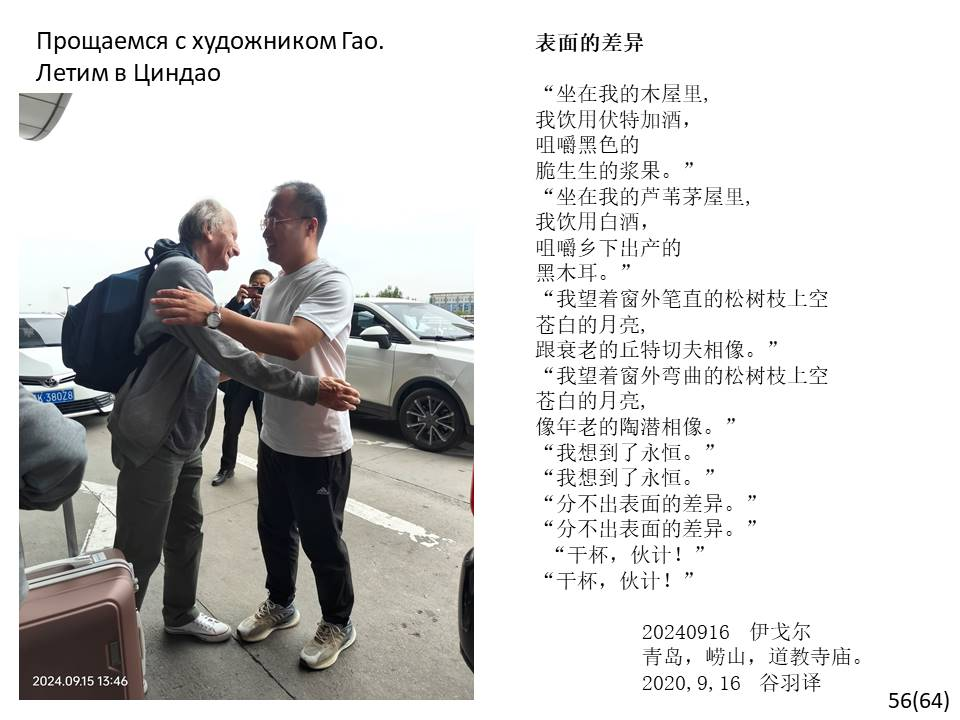 Прощаемся с художником Гао.
Летим в Циндао
表面的差异
“坐在我的木屋里,
我饮用伏特加酒，
咀嚼黑色的
脆生生的浆果。”
“坐在我的芦苇茅屋里,
我饮用白酒，
咀嚼乡下出产的
黑木耳。”
“我望着窗外笔直的松树枝上空
苍白的月亮,
跟衰老的丘特切夫相像。”
“我望着窗外弯曲的松树枝上空
苍白的月亮,
像年老的陶潜相像。”
“我想到了永恒。”
“我想到了永恒。”
“分不出表面的差异。”
“分不出表面的差异。”
“干杯，伙计！”
“干杯，伙计！”
20240916 伊戈尔
青岛，崂山，道教寺庙。
2020,9,16 谷羽译
380Z8
adidas
2024.09.15 13:46
56(64)